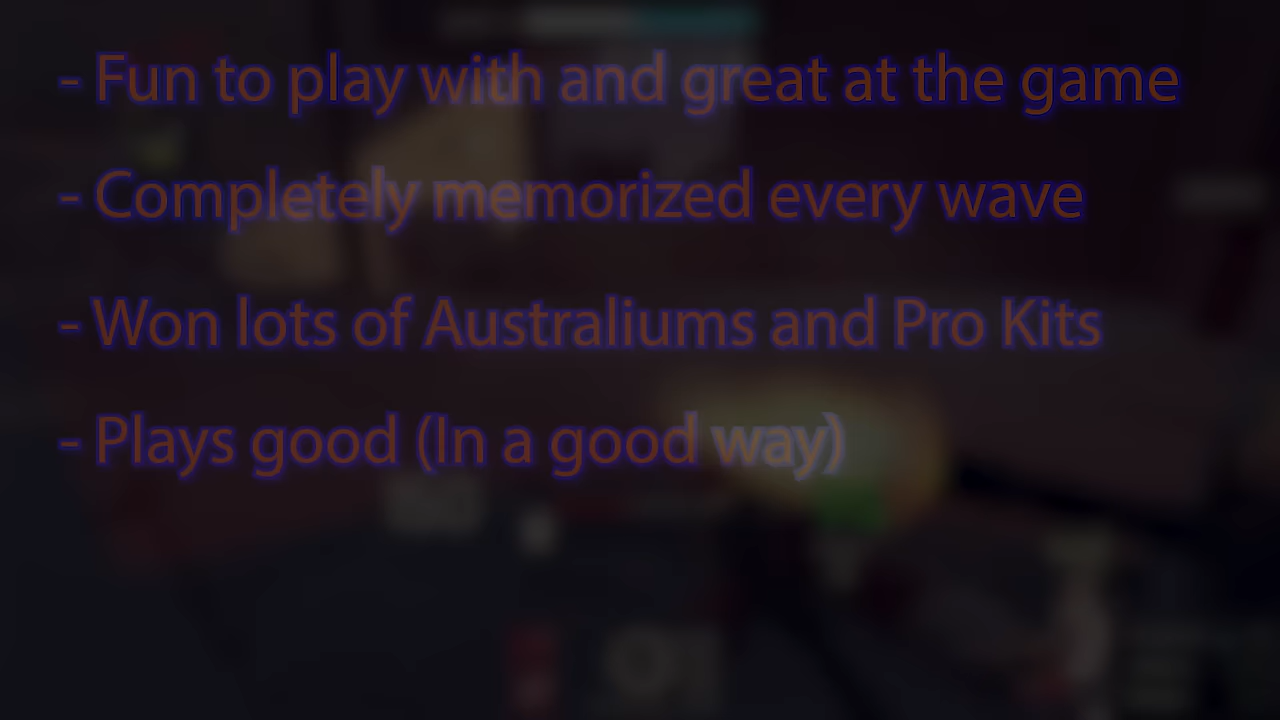 - Fun to play with and great at the game
- Completely memorized every wave
- Won lots of Australiums and Pro Kits
- Plays good (In a good way)